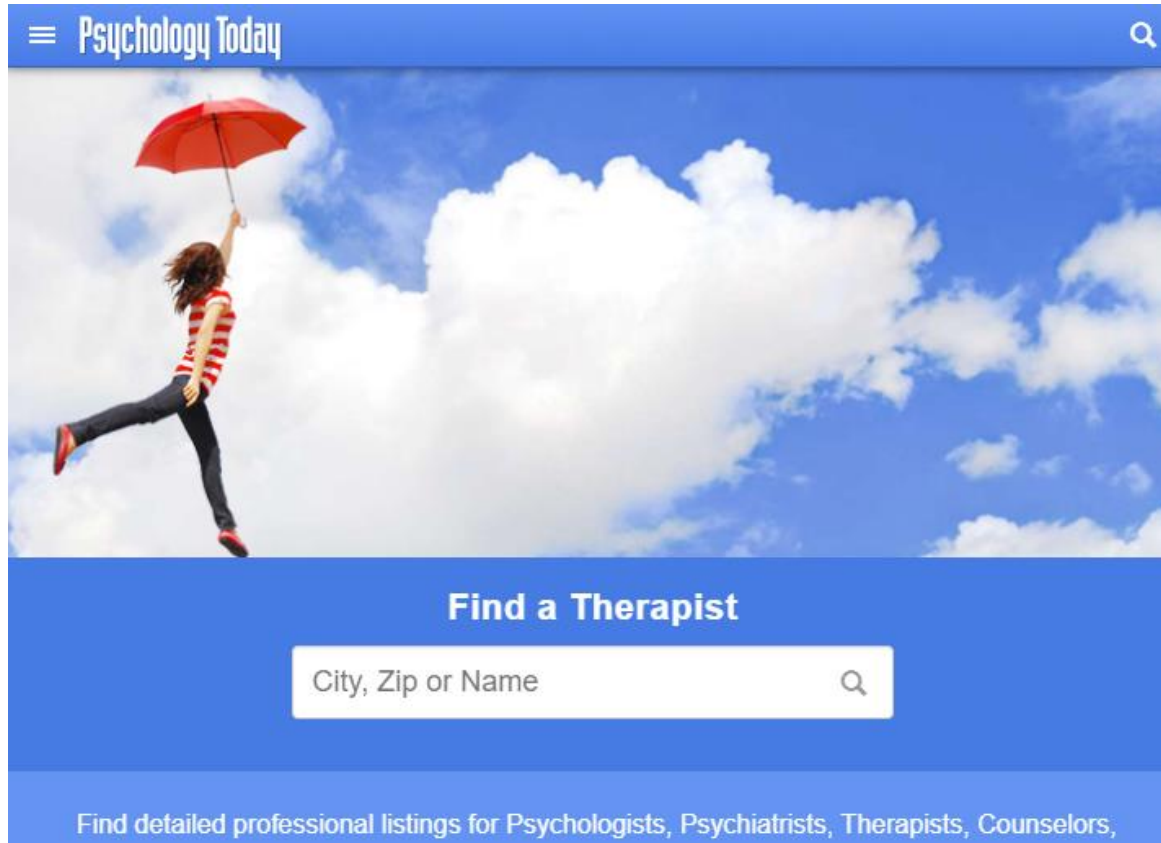 Psychology Today
Find a Therapist
City, Zip or Name
Find detailed professional listings for Psychologists, Psychiatrists, Therapists, Counselors,